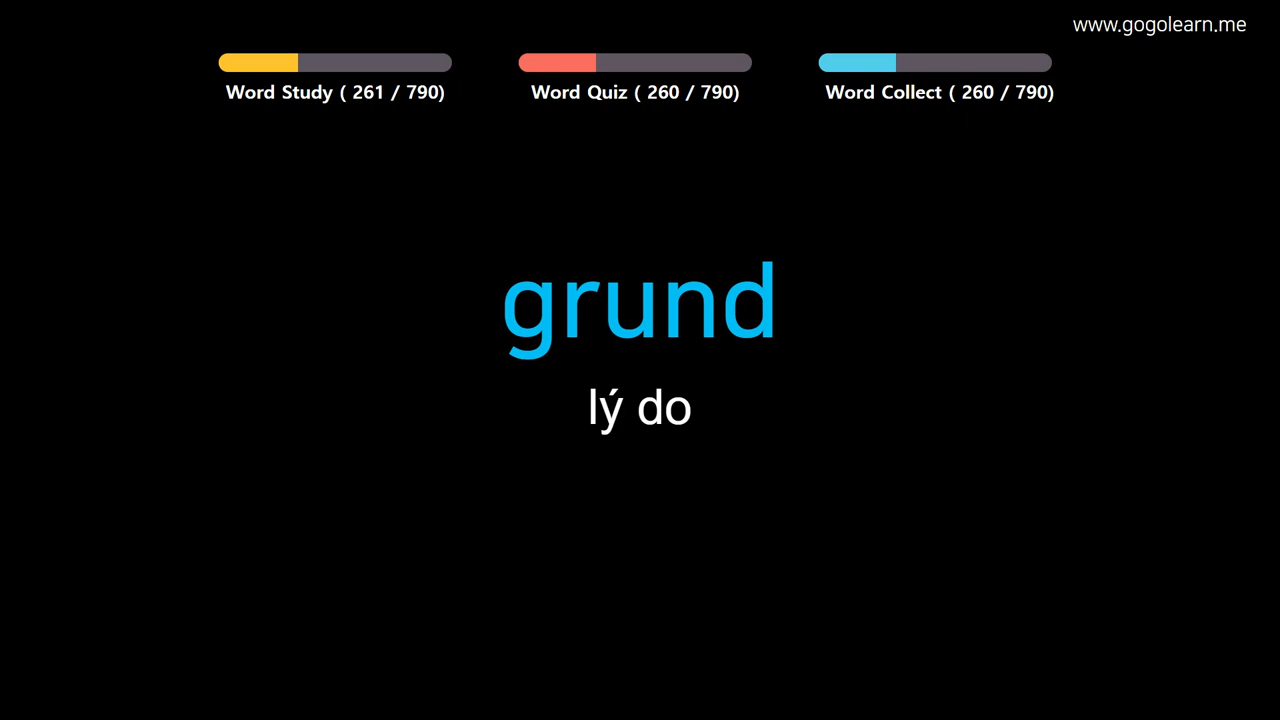 www.gogolearn.me
Word Study ( 261 / 790)
Word Quiz ( 260 / 790)
Word Collect ( 260 / 790)
grund
lý do